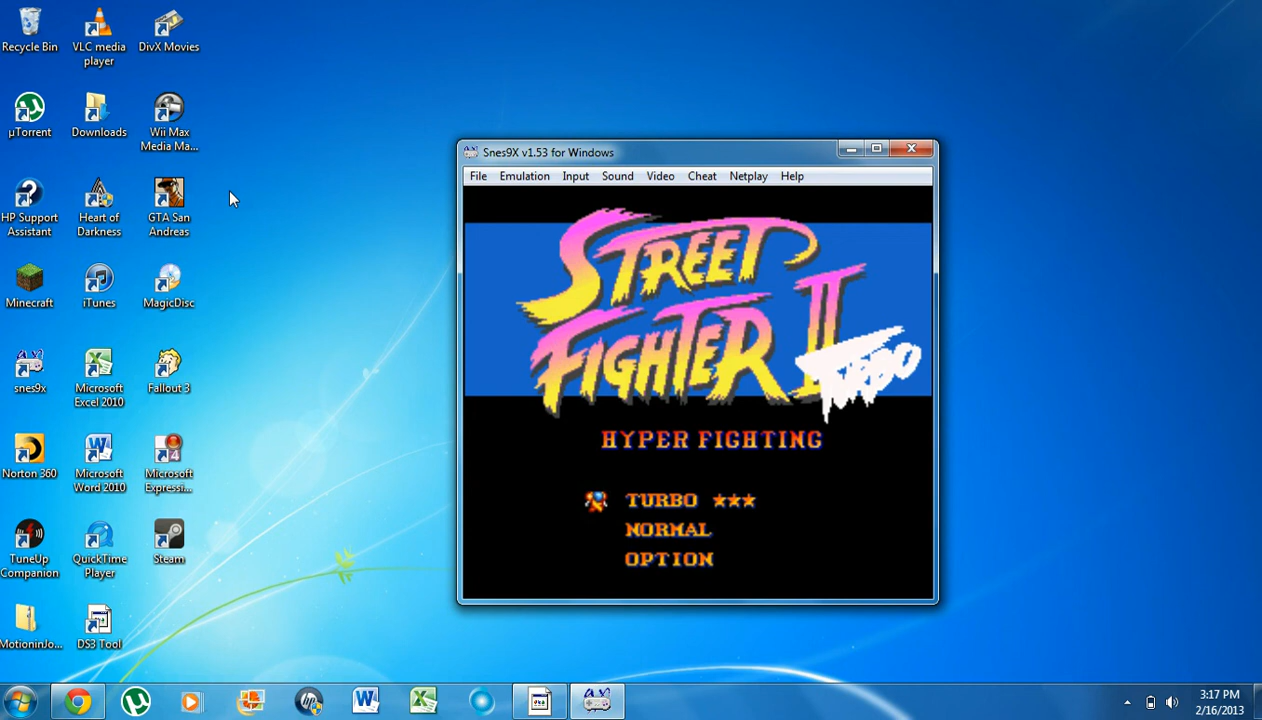 Recycle Bin
VLC media
player
DivX Movies
µTorrent
Downloads
Wii Max
Media Ma...
HP Support
Assistant
Heart of
Darkness
GTA San
Andreas
Minecraft
iTunes
MagicDisc
snes9x
Microsoft
Excel 2010
Fallout 3
Norton 360
Microsoft
Word 2010
Microsoft
Expressi...
TuneUp
Companion
QuickTime
Player
Steam
MotioninJo...
DS3 Tool
Snes9X v1.53 for Windows
File Emulation Input Sound Video Cheat Netplay Help
STREET
FIGHTER II
TURBO
HYPER FIGHTING
TURBO ★★★
NORMAL
OPTION
3:17 PM
2/16/2013